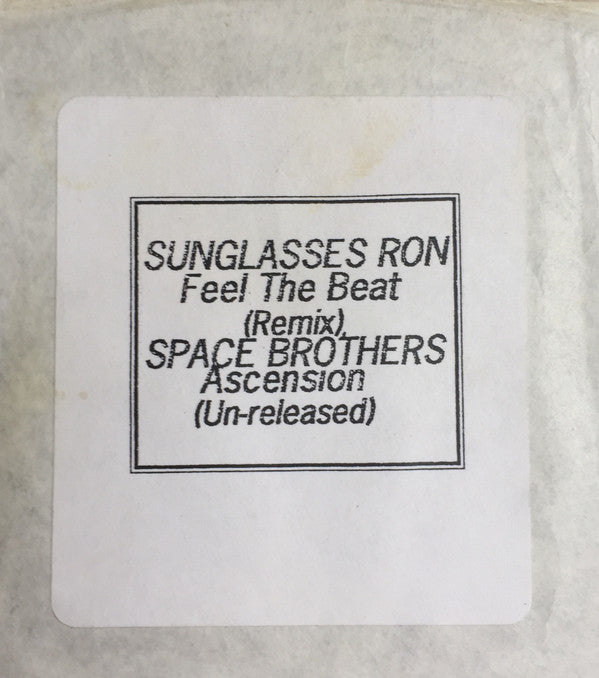 SUNGLASSES RON
Feel The Beat
(Remix),
SPACE BROTHERS
Ascension
(Un-released)